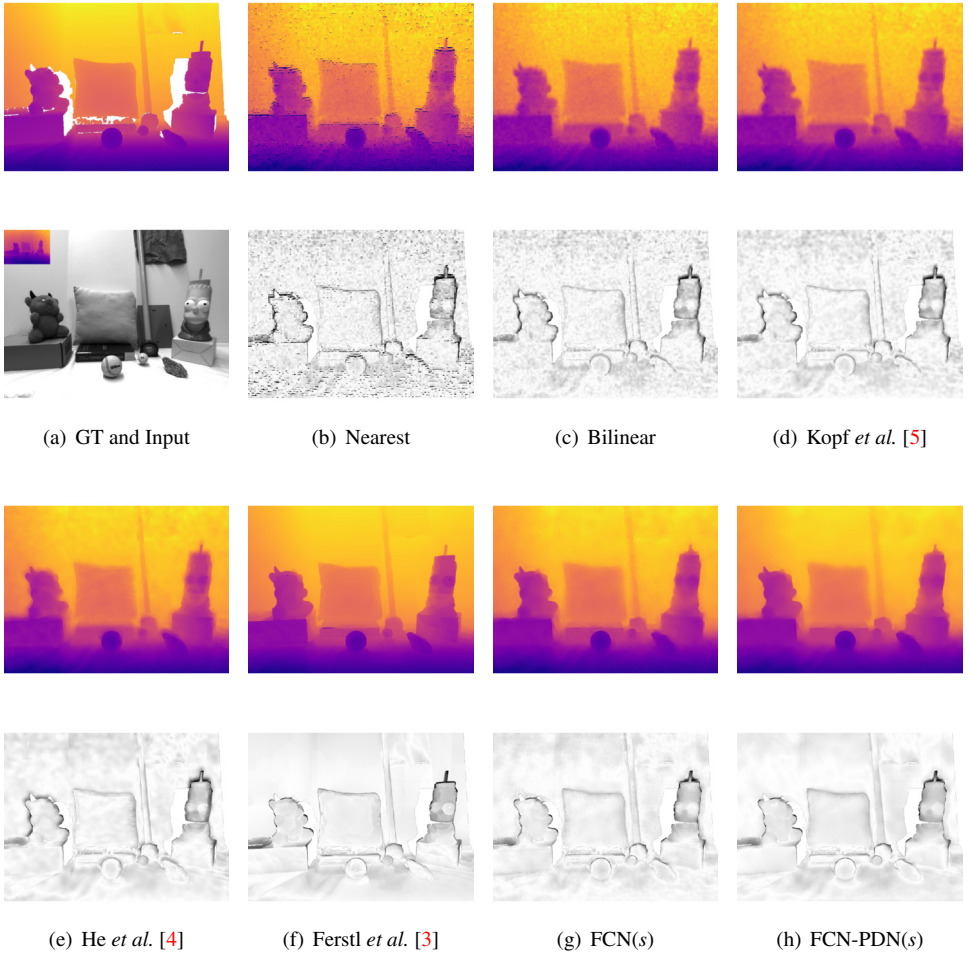 (a) GT and Input
(b) Nearest
(c) Bilinear
(d) Kopf et al. [5]
(e) He et al. [4]
(f) Ferstl et al. [3]
(g) FCN(s)
(h) FCN-PDN(s)